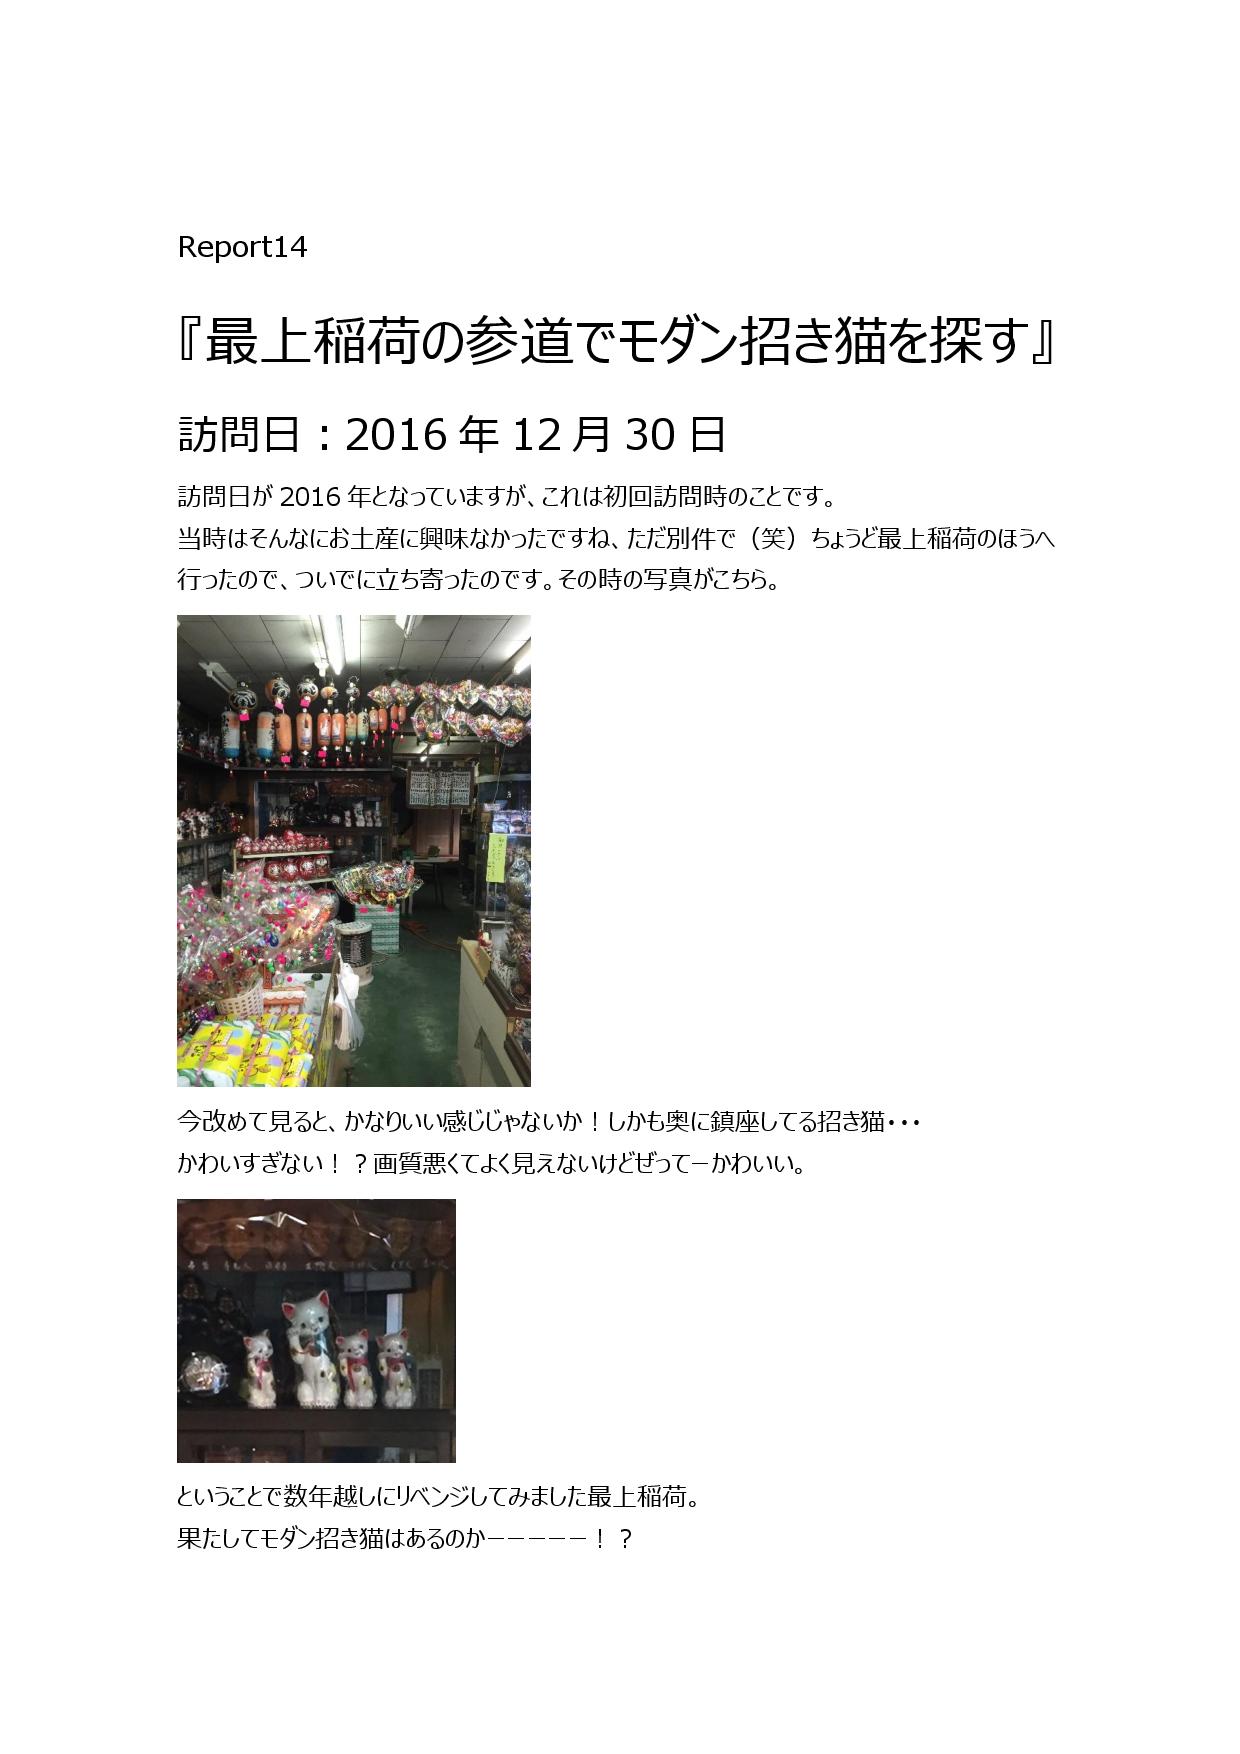 Report14
『最上稲荷の参道でモダン招き猫を探す』
訪問日：2016 年 12 月 30 日
訪問日が 2016 年となっていますが、これは初回訪問時のことです。
当時はそんなにお土産に興味なかったですね、ただ別件で（笑）ちょうど最上稲荷のほうへ
行ったので、ついでに立ち寄ったのです。その時の写真がこちら。
今改めて見ると、かなりいい感じじゃないか！しかも奥に鎮座してる招き猫・・・
かわいすぎない！？画質悪くてよく見えないけどぜってーかわいい。
ということで数年越しにリベンジしてみました最上稲荷。
果たしてモダン招き猫はあるのかーーーーー！？